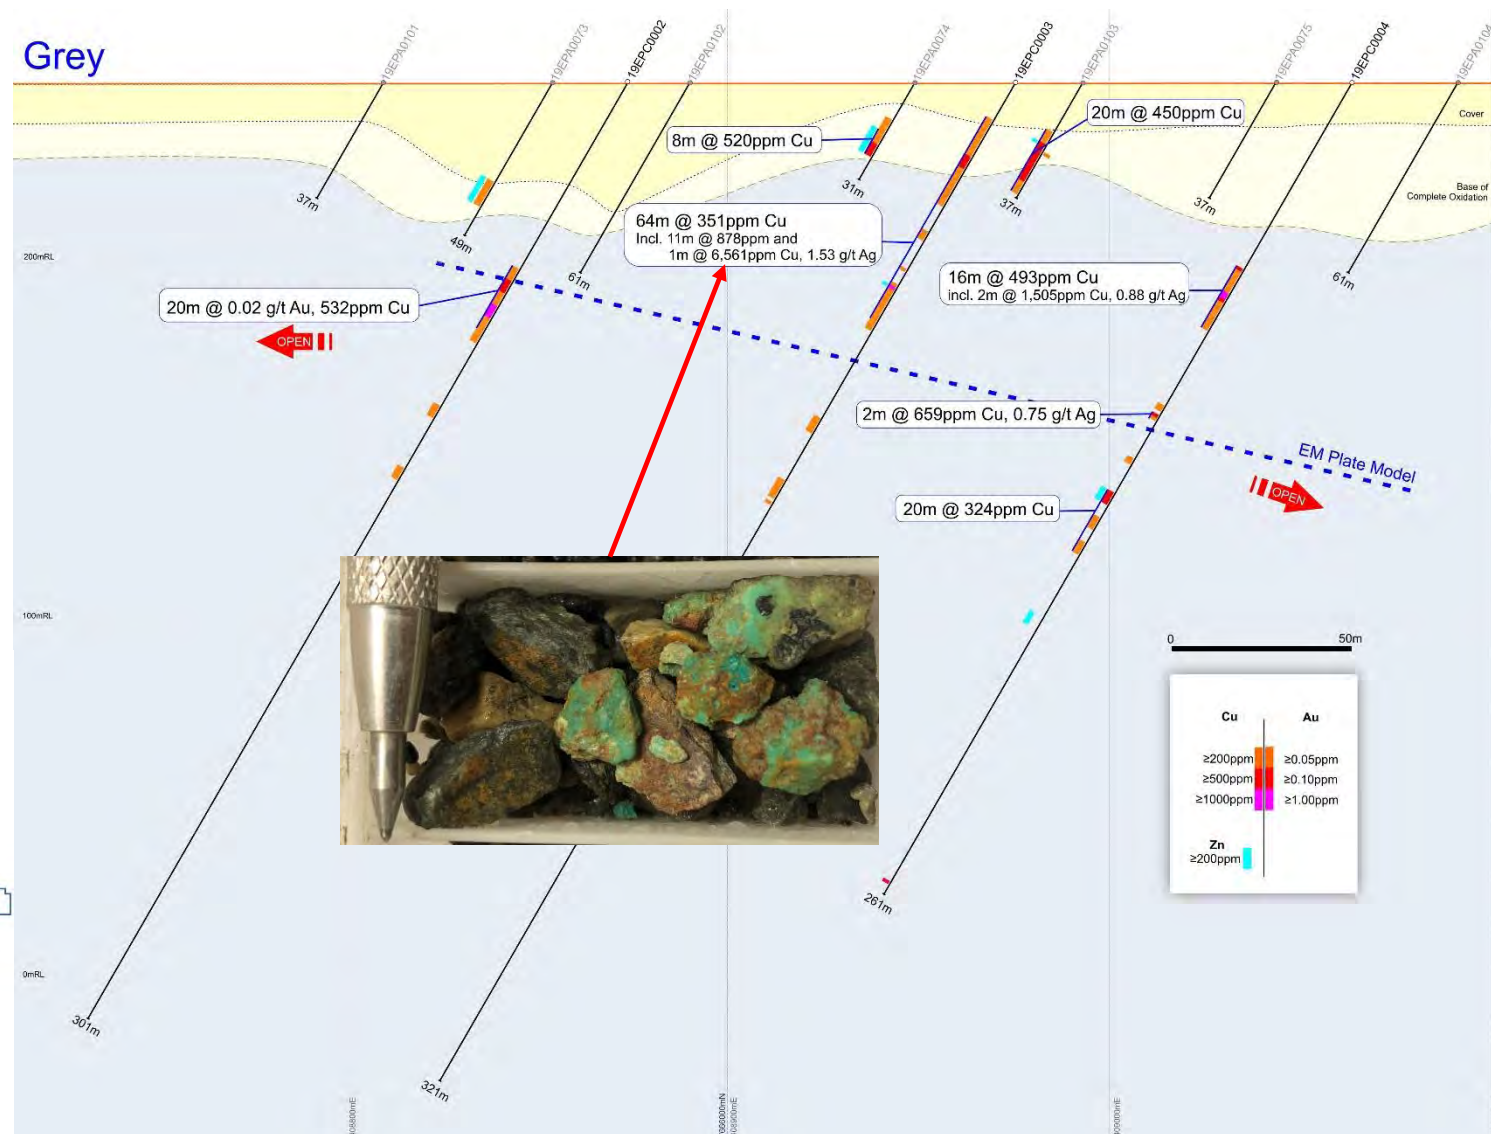 Grey
19EPA0101
19EPA0073
19EPC0002
19EPA0102
19EPA0074
19EPC0003
19EPA0103
19EPA0075
19EPC0004
19EPA0104
Cover
Base of
Complete Oxidation
8m @ 520ppm Cu
20m @ 450ppm Cu
37m
49m
61m
31m
37m
37m
61m
64m @ 351ppm Cu
Incl. 11m @ 878ppm and
1m @ 6,561ppm Cu, 1.53 g/t Ag
200mRL
20m @ 0.02 g/t Au, 532ppm Cu
16m @ 493ppm Cu
incl. 2m @ 1,505ppm Cu, 0.88 g/t Ag
OPEN
2m @ 659ppm Cu, 0.75 g/t Ag
EM Plate Model
OPEN
20m @ 324ppm Cu
100mRL
0 50m
Cu Au
≥200ppm ≥0.05ppm
≥500ppm ≥0.10ppm
≥1000ppm ≥1.00ppm
Zn
≥200ppm
261m
0mRL
301m
321m